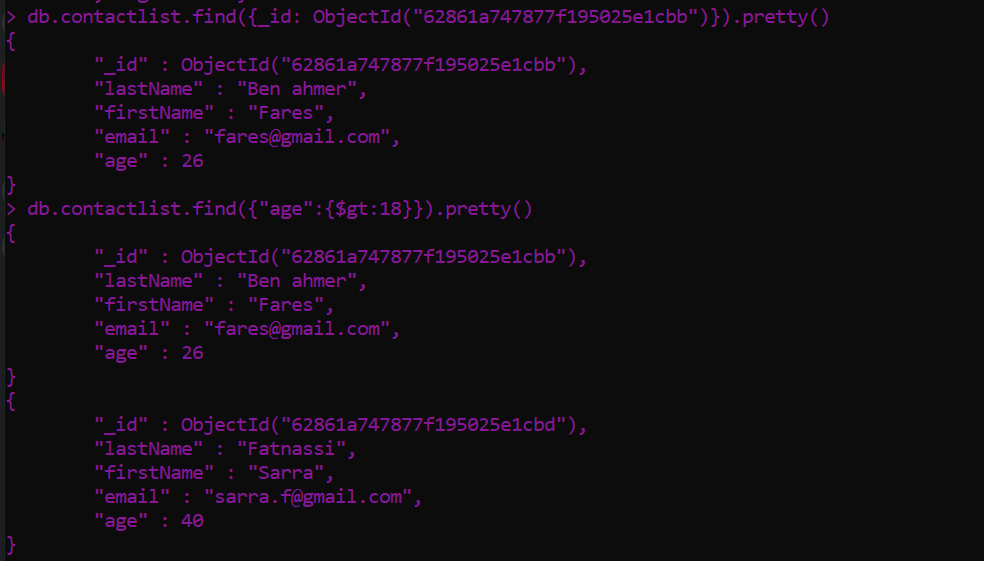 > db.contactlist.find({_id: ObjectId("62861a747877f195025e1cbb")}).pretty()
{
        "_id" : ObjectId("62861a747877f195025e1cbb"),
        "lastName" : "Ben ahmer",
        "firstName" : "Fares",
        "email" : "fares@gmail.com",
        "age" : 26
}
> db.contactlist.find({"age":{$gt:18}}).pretty()
{
        "_id" : ObjectId("62861a747877f195025e1cbb"),
        "lastName" : "Ben ahmer",
        "firstName" : "Fares",
        "email" : "fares@gmail.com",
        "age" : 26
}
{
        "_id" : ObjectId("62861a747877f195025e1cbd"),
        "lastName" : "Fatnassi",
        "firstName" : "Sarra",
        "email" : "sarra.f@gmail.com",
        "age" : 40
}